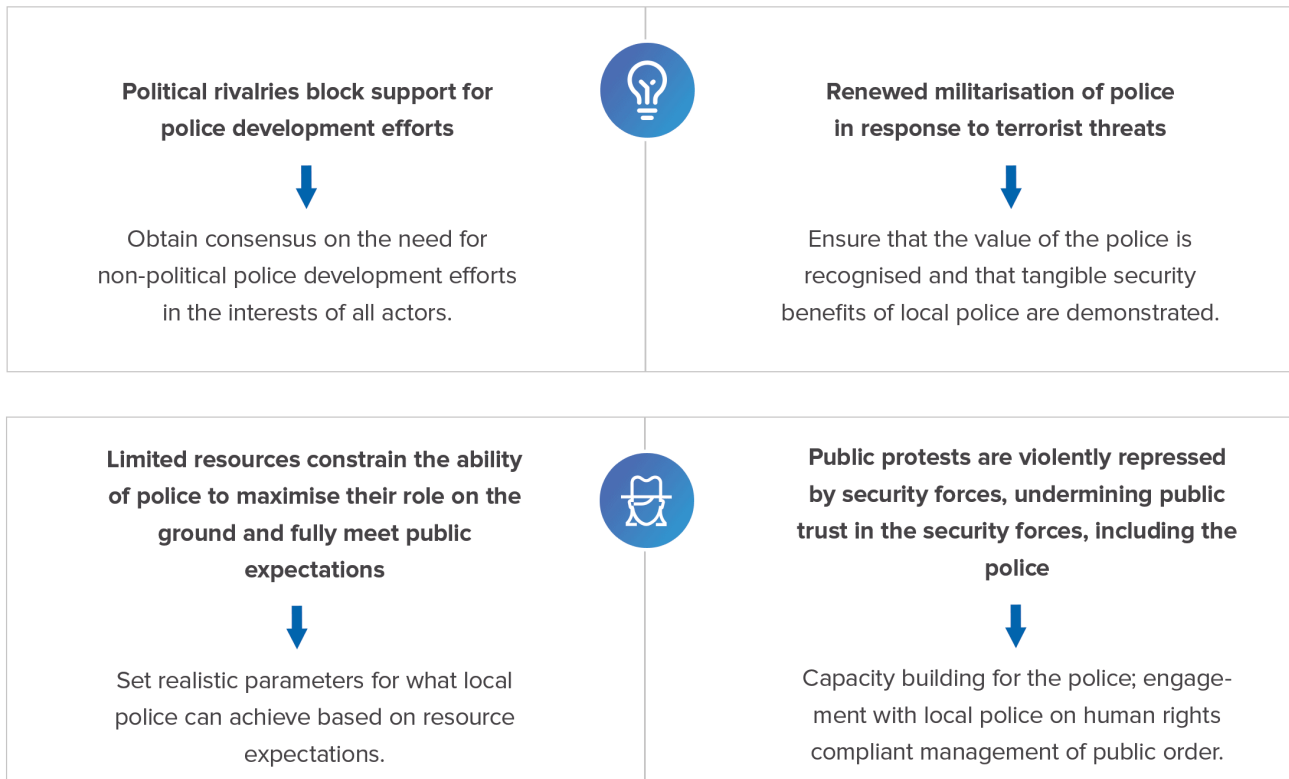 Political rivalries block support for
police development efforts
Obtain consensus on the need for
non-political police development efforts
in the interests of all actors.
Renewed militarisation of police
in response to terrorist threats
Ensure that the value of the police is
recognised and that tangible security
benefits of local police are demonstrated.
Limited resources constrain the ability
of police to maximise their role on the
ground and fully meet public
expectations
Set realistic parameters for what local
police can achieve based on resource
expectations.
Public protests are violently repressed
by security forces, undermining public
trust in the security forces, including the
police
Capacity building for the police; engage-
ment with local police on human rights
compliant management of public order.